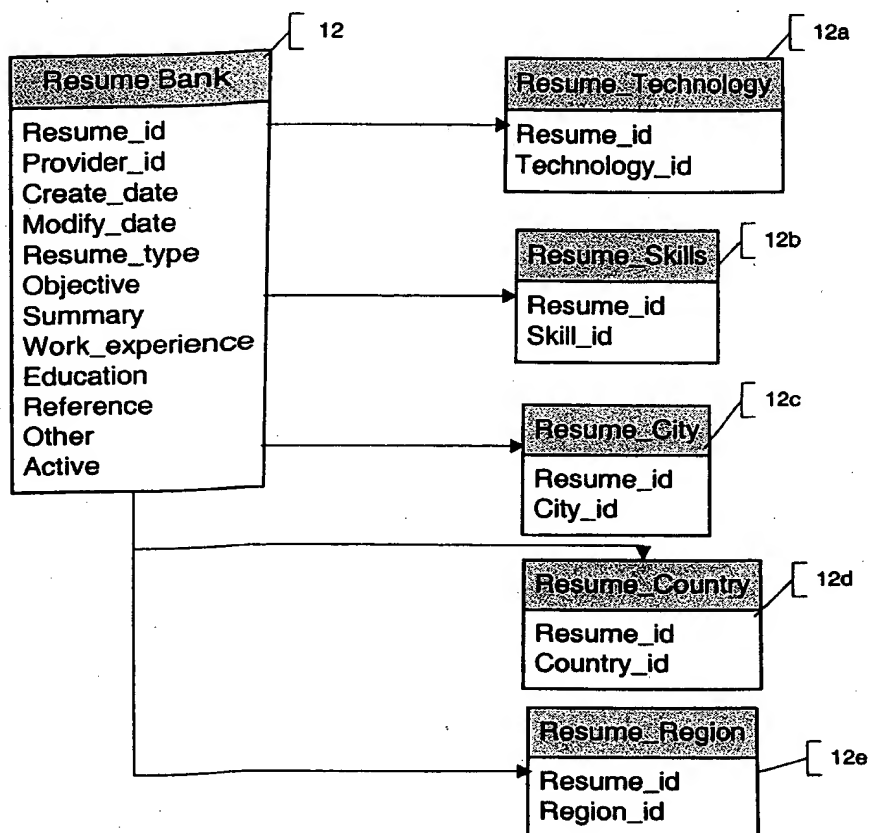 12
Resume Bank
Resume_id
Provider_id
Create_date
Modify_date
Resume_type
Objective
Summary
Work_experience
Education
Reference
Other
Active
12a
Resume_Technology
Resume_id
Technology_id
12b
Resume_Skills
Resume_id
Skill_id
12c
Resume_City
Resume_id
City_id
12d
Resume_Country
Resume_id
Country_id
12e
Resume_Region
Resume_id
Region_id